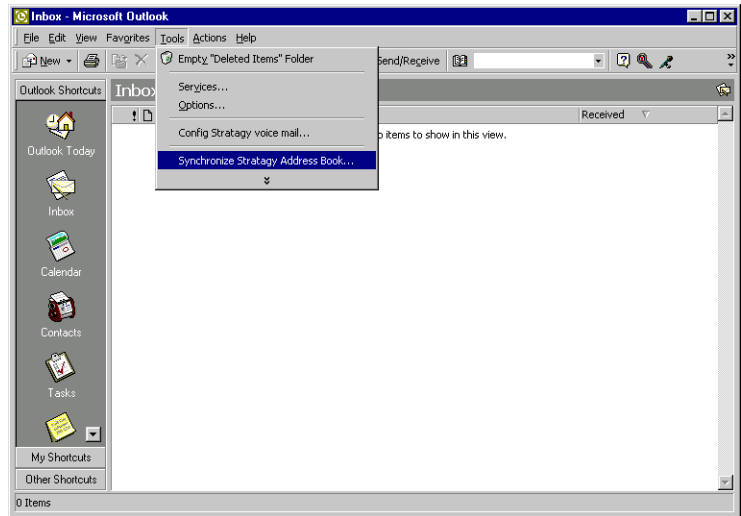 Inbox - Microsoft Outlook
File Edit View Favorites Tools Actions Help
New
Send/Receive
Empty "Deleted Items" Folder
Services...
Options...
Config Stratagy voice mail...
Synchronize Stratagy Address Book...
Outlook Shortcuts
Outlook Today
Inbox
Calendar
Contacts
Tasks
My Shortcuts
Other Shortcuts
Inbox
! Received
items to show in this view.
0 Items